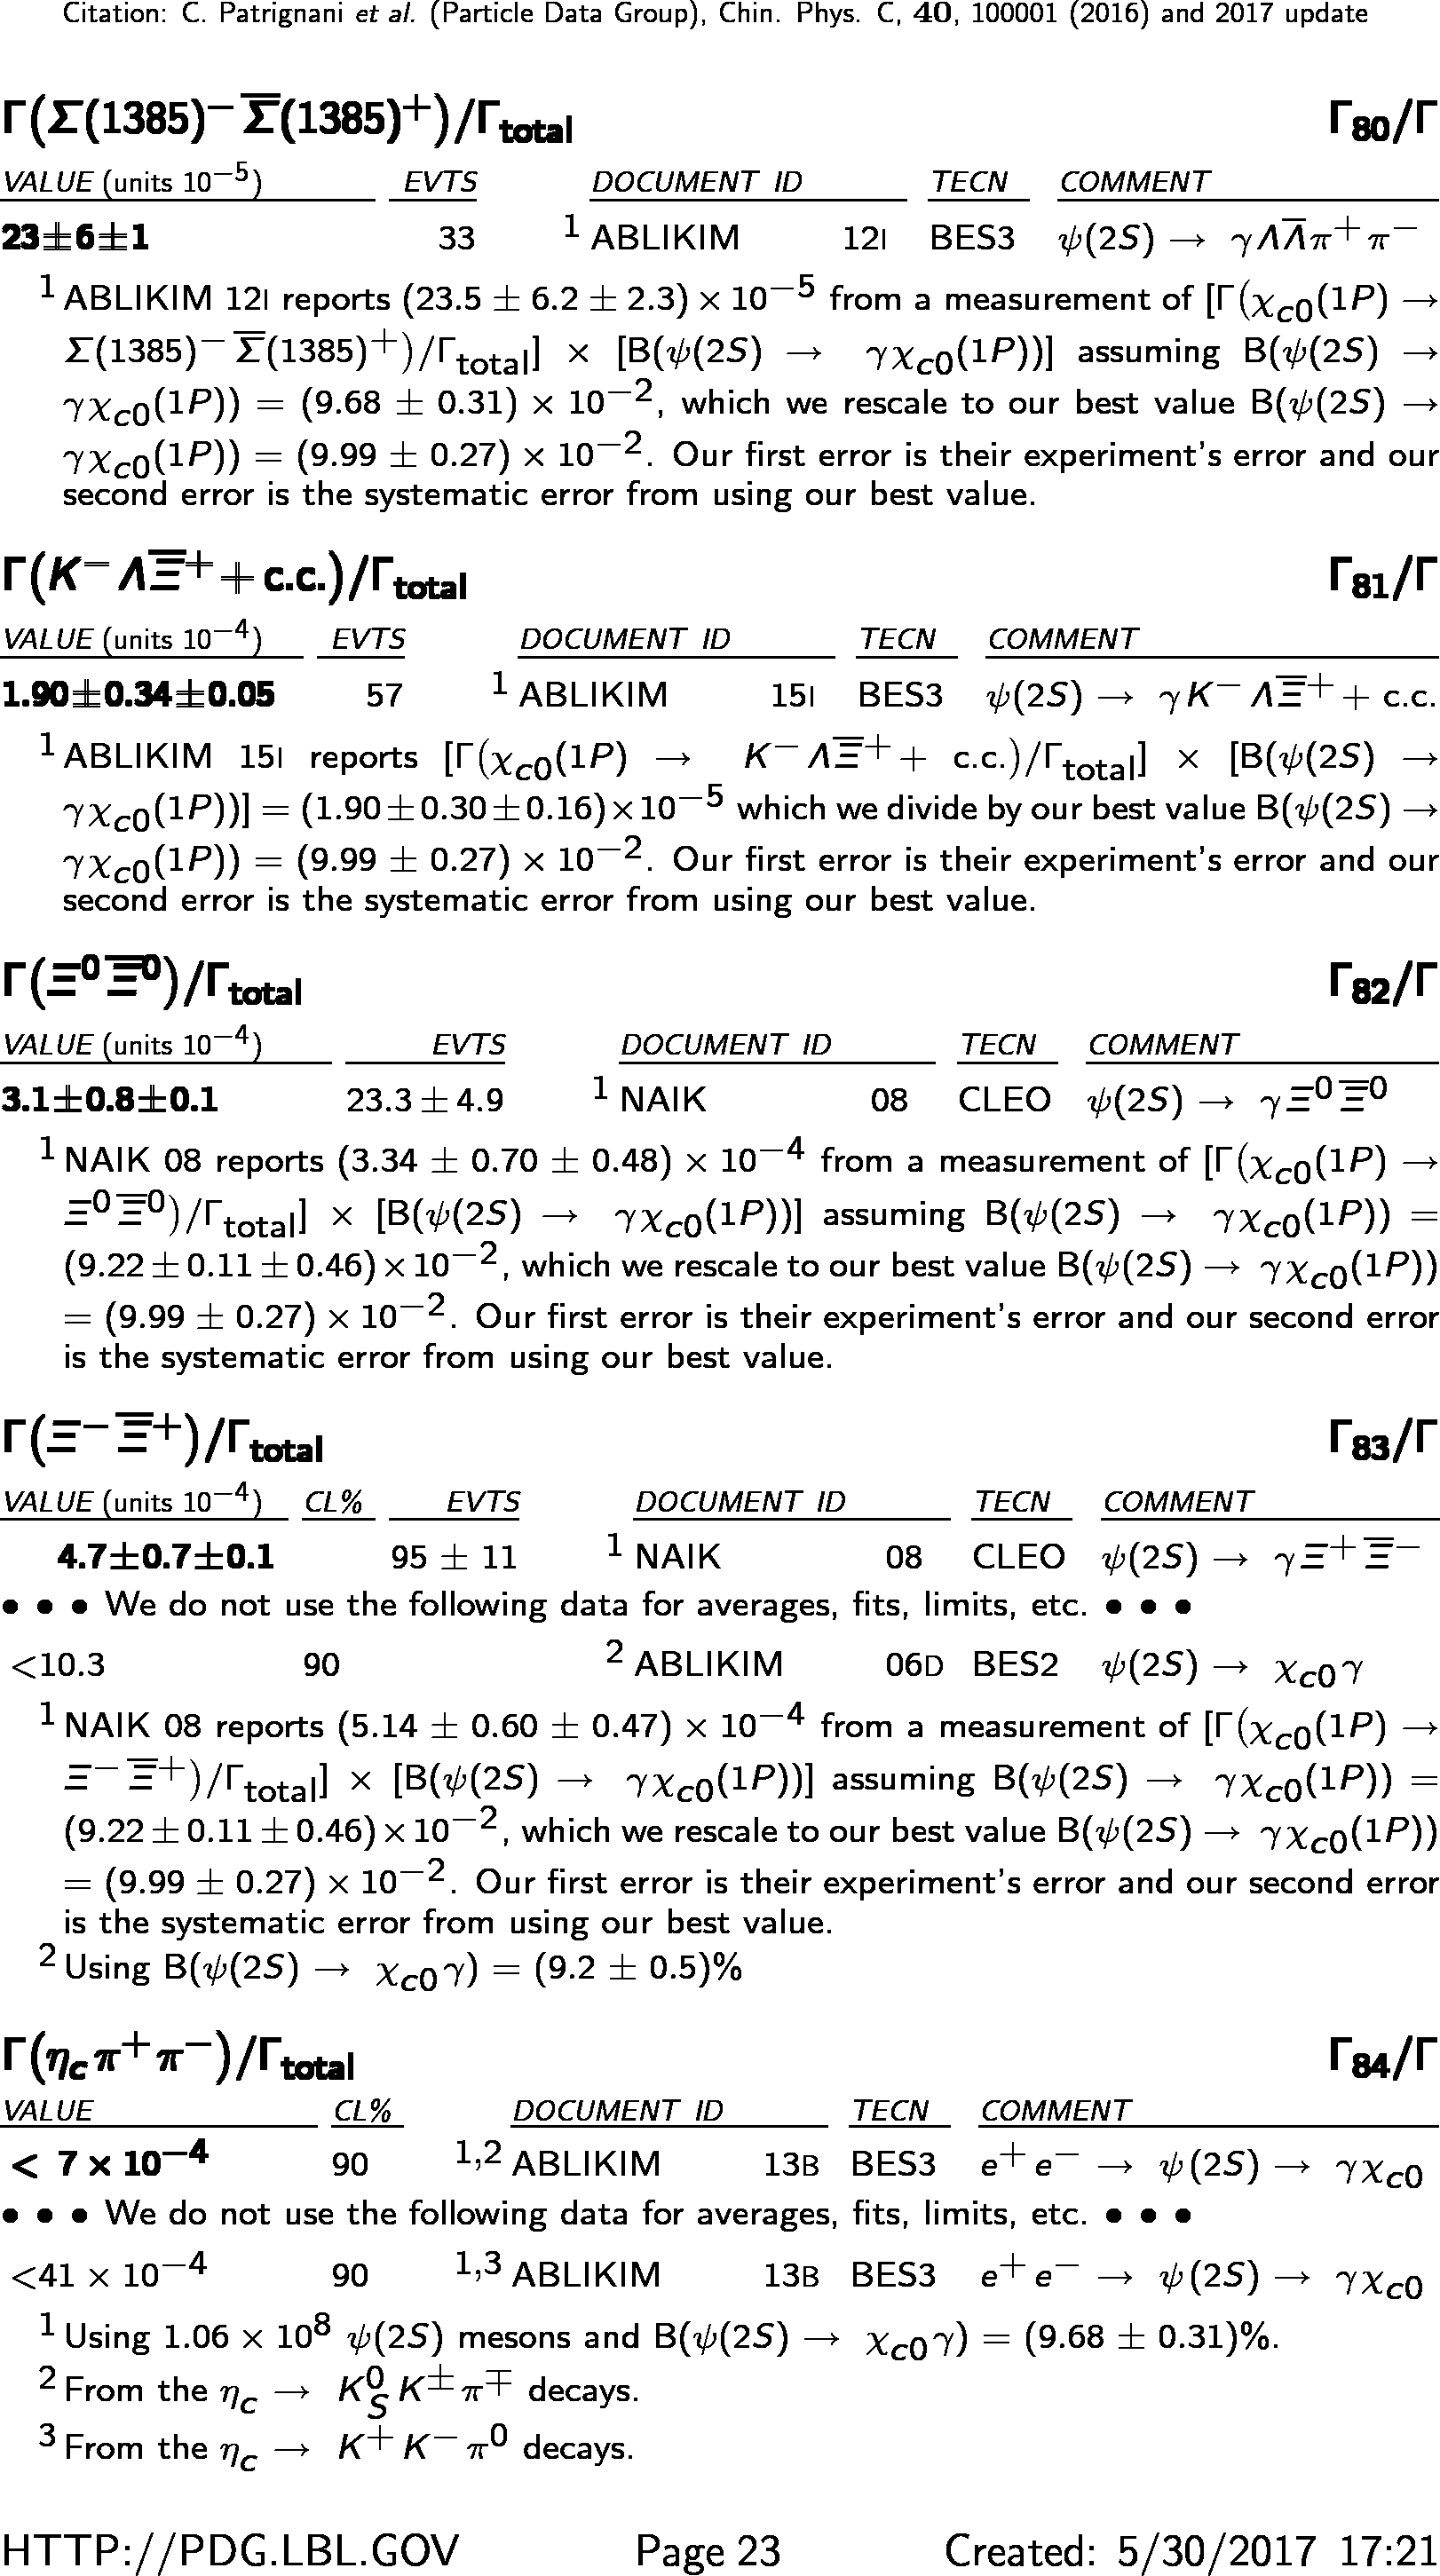 Citation: C. Patrignani et al. (Particle Data Group), Chin. Phys. C, 40, 100001 (2016) and 2017 update
Γ(Σ(1385)⁻ Σ̅(1385)⁺)/Γtotal Γ80/Γ
VALUE (units 10⁻⁵) EVTS DOCUMENT ID TECN COMMENT
23±6±1 33 ¹ ABLIKIM 12I BES3 ψ(2S) → γΛΛ̅π⁺π⁻
¹ ABLIKIM 12I reports (23.5 ± 6.2 ± 2.3) × 10⁻⁵ from a measurement of [Γ(χc0(1P) →
Σ(1385)⁻ Σ̅(1385)⁺)/Γtotal] × [B(ψ(2S) → γχc0(1P))] assuming B(ψ(2S) →
γχc0(1P)) = (9.68 ± 0.31) × 10⁻², which we rescale to our best value B(ψ(2S) →
γχc0(1P)) = (9.99 ± 0.27) × 10⁻². Our first error is their experiment's error and our
second error is the systematic error from using our best value.
Γ(K⁻ΛΞ̅⁺ + c.c.)/Γtotal Γ81/Γ
VALUE (units 10⁻⁴) EVTS DOCUMENT ID TECN COMMENT
1.90±0.34±0.05 57 ¹ ABLIKIM 15I BES3 ψ(2S) → γK⁻ΛΞ̅⁺ + c.c.
¹ ABLIKIM 15I reports [Γ(χc0(1P) → K⁻ΛΞ̅⁺ + c.c.)/Γtotal] × [B(ψ(2S) →
γχc0(1P))] = (1.90±0.30±0.16)×10⁻⁵ which we divide by our best value B(ψ(2S) →
γχc0(1P)) = (9.99 ± 0.27) × 10⁻². Our first error is their experiment's error and our
second error is the systematic error from using our best value.
Γ(Ξ⁰Ξ̅⁰)/Γtotal Γ82/Γ
VALUE (units 10⁻⁴) EVTS DOCUMENT ID TECN COMMENT
3.1±0.8±0.1 23.3 ± 4.9 ¹ NAIK 08 CLEO ψ(2S) → γΞ⁰Ξ̅⁰
¹ NAIK 08 reports (3.34 ± 0.70 ± 0.48) × 10⁻⁴ from a measurement of [Γ(χc0(1P) →
Ξ⁰Ξ̅⁰)/Γtotal] × [B(ψ(2S) → γχc0(1P))] assuming B(ψ(2S) → γχc0(1P)) =
(9.22±0.11±0.46)×10⁻², which we rescale to our best value B(ψ(2S) → γχc0(1P))
= (9.99 ± 0.27) × 10⁻². Our first error is their experiment's error and our second error
is the systematic error from using our best value.
Γ(Ξ⁻Ξ̅⁺)/Γtotal Γ83/Γ
VALUE (units 10⁻⁴) CL% EVTS DOCUMENT ID TECN COMMENT
4.7±0.7±0.1 95 ± 11 ¹ NAIK 08 CLEO ψ(2S) → γΞ⁺Ξ̅⁻
• • • We do not use the following data for averages, fits, limits, etc. • • •
<10.3 90 ² ABLIKIM 06D BES2 ψ(2S) → χc0γ
¹ NAIK 08 reports (5.14 ± 0.60 ± 0.47) × 10⁻⁴ from a measurement of [Γ(χc0(1P) →
Ξ⁻Ξ̅⁺)/Γtotal] × [B(ψ(2S) → γχc0(1P))] assuming B(ψ(2S) → γχc0(1P)) =
(9.22±0.11±0.46)×10⁻², which we rescale to our best value B(ψ(2S) → γχc0(1P))
= (9.99 ± 0.27) × 10⁻². Our first error is their experiment's error and our second error
is the systematic error from using our best value.
² Using B(ψ(2S) → χc0γ) = (9.2 ± 0.5)%
Γ(ηcπ⁺π⁻)/Γtotal Γ84/Γ
VALUE CL% DOCUMENT ID TECN COMMENT
< 7 × 10⁻⁴ 90 ¹,² ABLIKIM 13B BES3 e⁺e⁻ → ψ(2S) → γχc0
• • • We do not use the following data for averages, fits, limits, etc. • • •
<41 × 10⁻⁴ 90 ¹,³ ABLIKIM 13B BES3 e⁺e⁻ → ψ(2S) → γχc0
¹ Using 1.06 × 10⁸ ψ(2S) mesons and B(ψ(2S) → χc0γ) = (9.68 ± 0.31)%.
² From the ηc → K⁰S K±π∓ decays.
³ From the ηc → K⁺K⁻π⁰ decays.
HTTP://PDG.LBL.GOV Page 23 Created: 5/30/2017 17:21